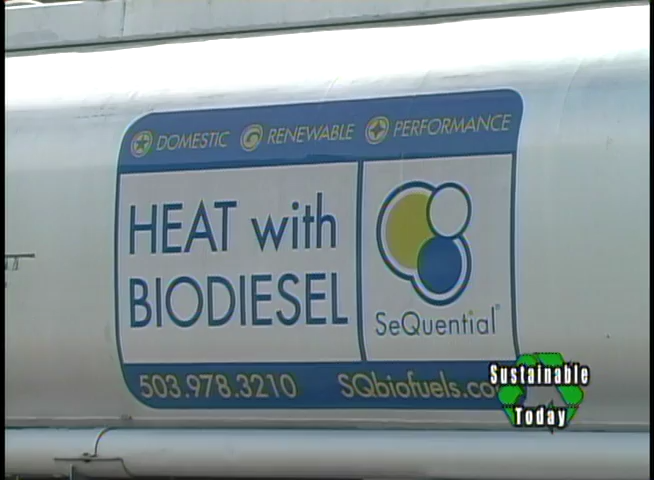 DOMESTIC RENEWABLE PERFORMANCE
HEAT with
BIODIESEL
SeQuential
503.978.3210 SQbiofuels.co
Sustainable
Today